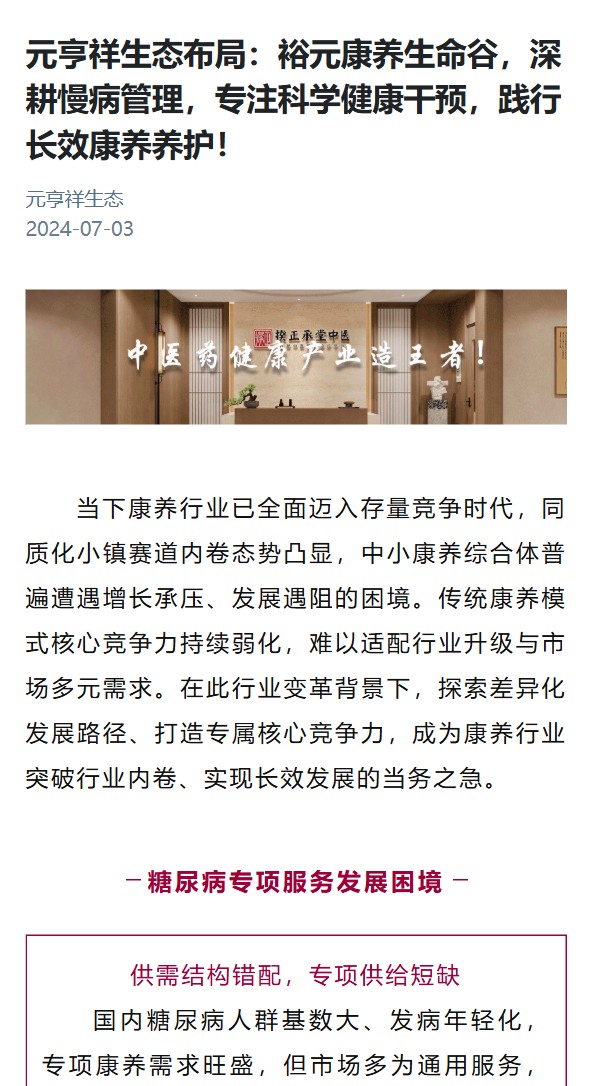 元亨祥生态布局：裕元康养生命谷，深
耕慢病管理，专注科学健康干预，践行
长效康养养护！
元亨祥生态
2024-07-03
正承堂中医
中医药健康产业造王者！
当下康养行业已全面迈入存量竞争时代，同
质化小镇赛道内卷态势凸显，中小康养综合体普
遍遭遇增长承压、发展遇阻的困境。传统康养模
式核心竞争力持续弱化，难以适配行业升级与市
场多元需求。在此行业变革背景下，探索差异化
发展路径、打造专属核心竞争力，成为康养行业
突破行业内卷、实现长效发展的当务之急。
糖尿病专项服务发展困境
供需结构错配，专项供给短缺
国内糖尿病人群基数大、发病年轻化，
专项康养需求旺盛，但市场多为通用服务，